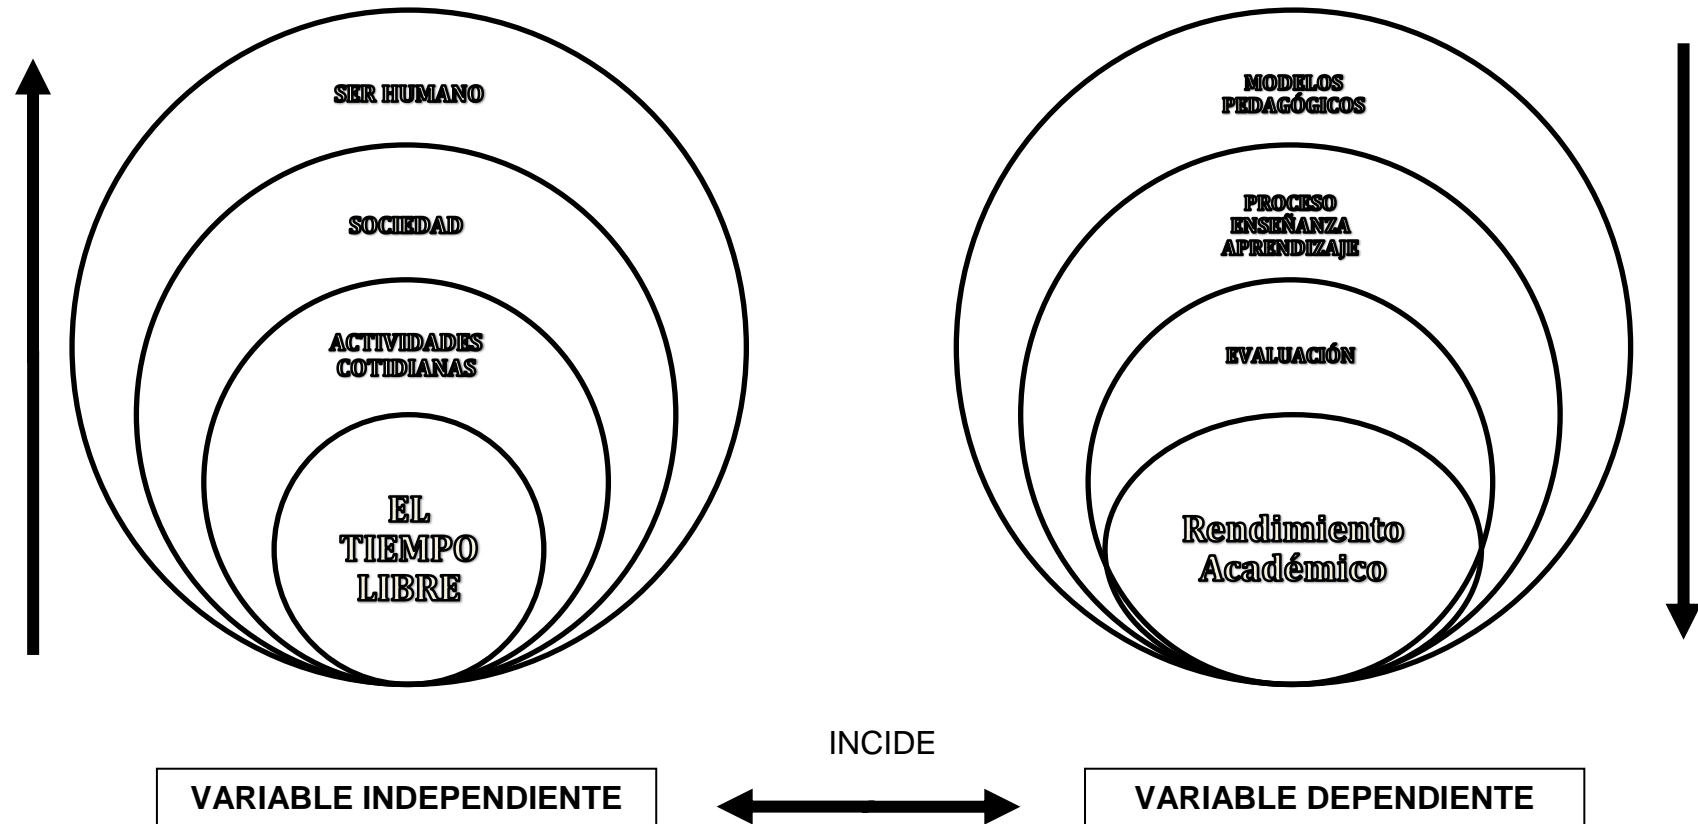 SER HUMANO
SOCIEDAD
ACTIVIDADES
COTIDIANAS
EL
TIEMPO
LIBRE
MODELOS
PEDAGÓGICOS
PROCESO
ENSEÑANZA
APRENDIZAJE
EVALUACIÓN
Rendimiento
Académico
INCIDE
VARIABLE INDEPENDIENTE
VARIABLE DEPENDIENTE